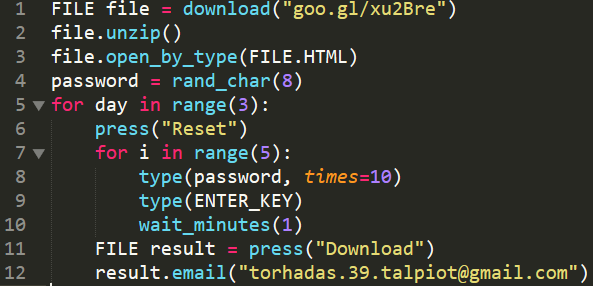 1 FILE file = download("goo.gl/xu2Bre")
2 file.unzip()
3 file.open_by_type(FILE.HTML)
4 password = rand_char(8)
5 for day in range(3):
6 press("Reset")
7 for i in range(5):
8 type(password, times=10)
9 type(ENTER_KEY)
10 wait_minutes(1)
11 FILE result = press("Download")
12 result.email("torhadas.39.talpiot@gmail.com")